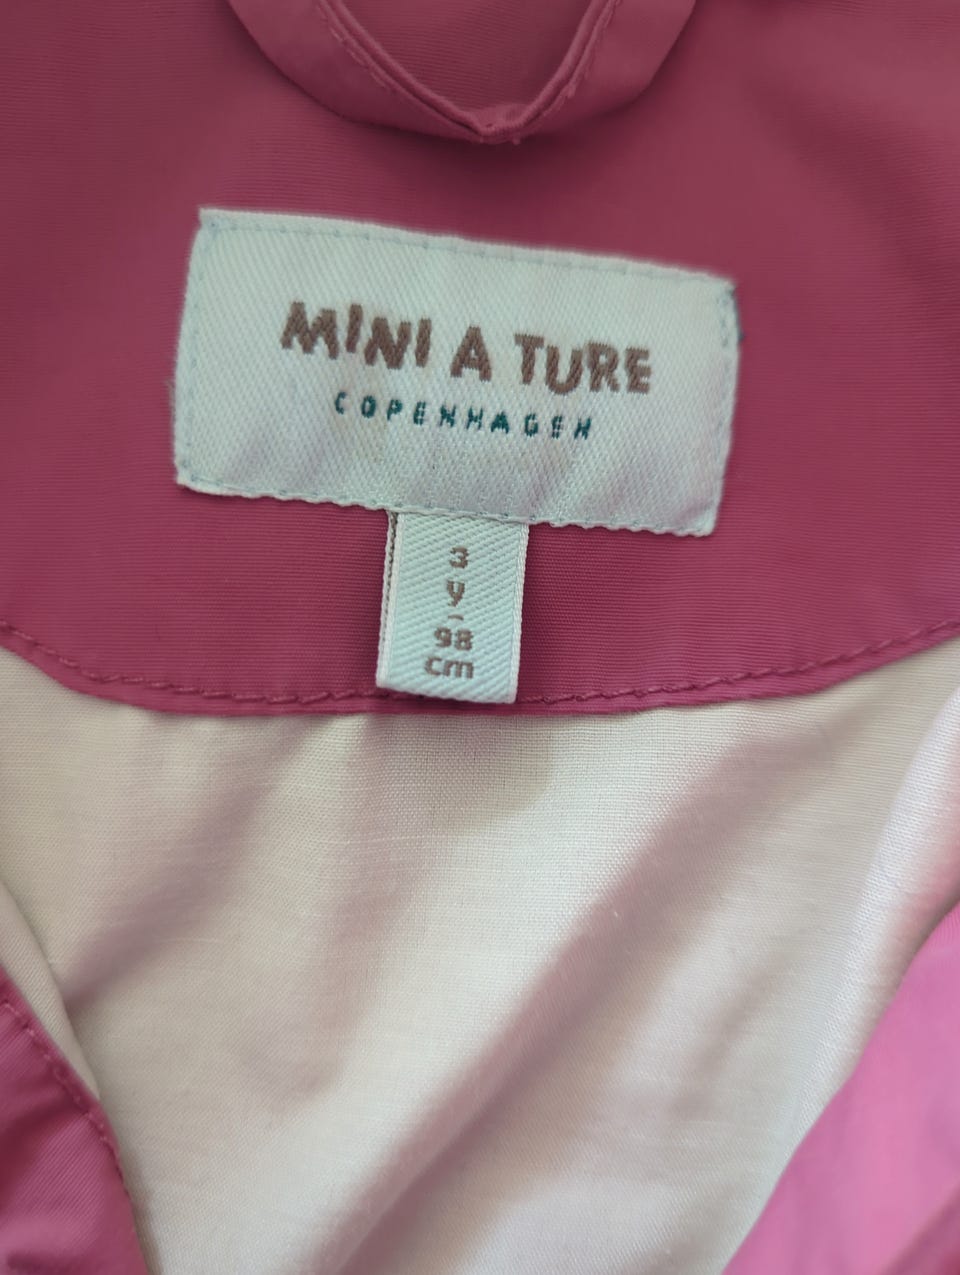 MINI A TURE
COPENHAGEN
3
y-
98
cm